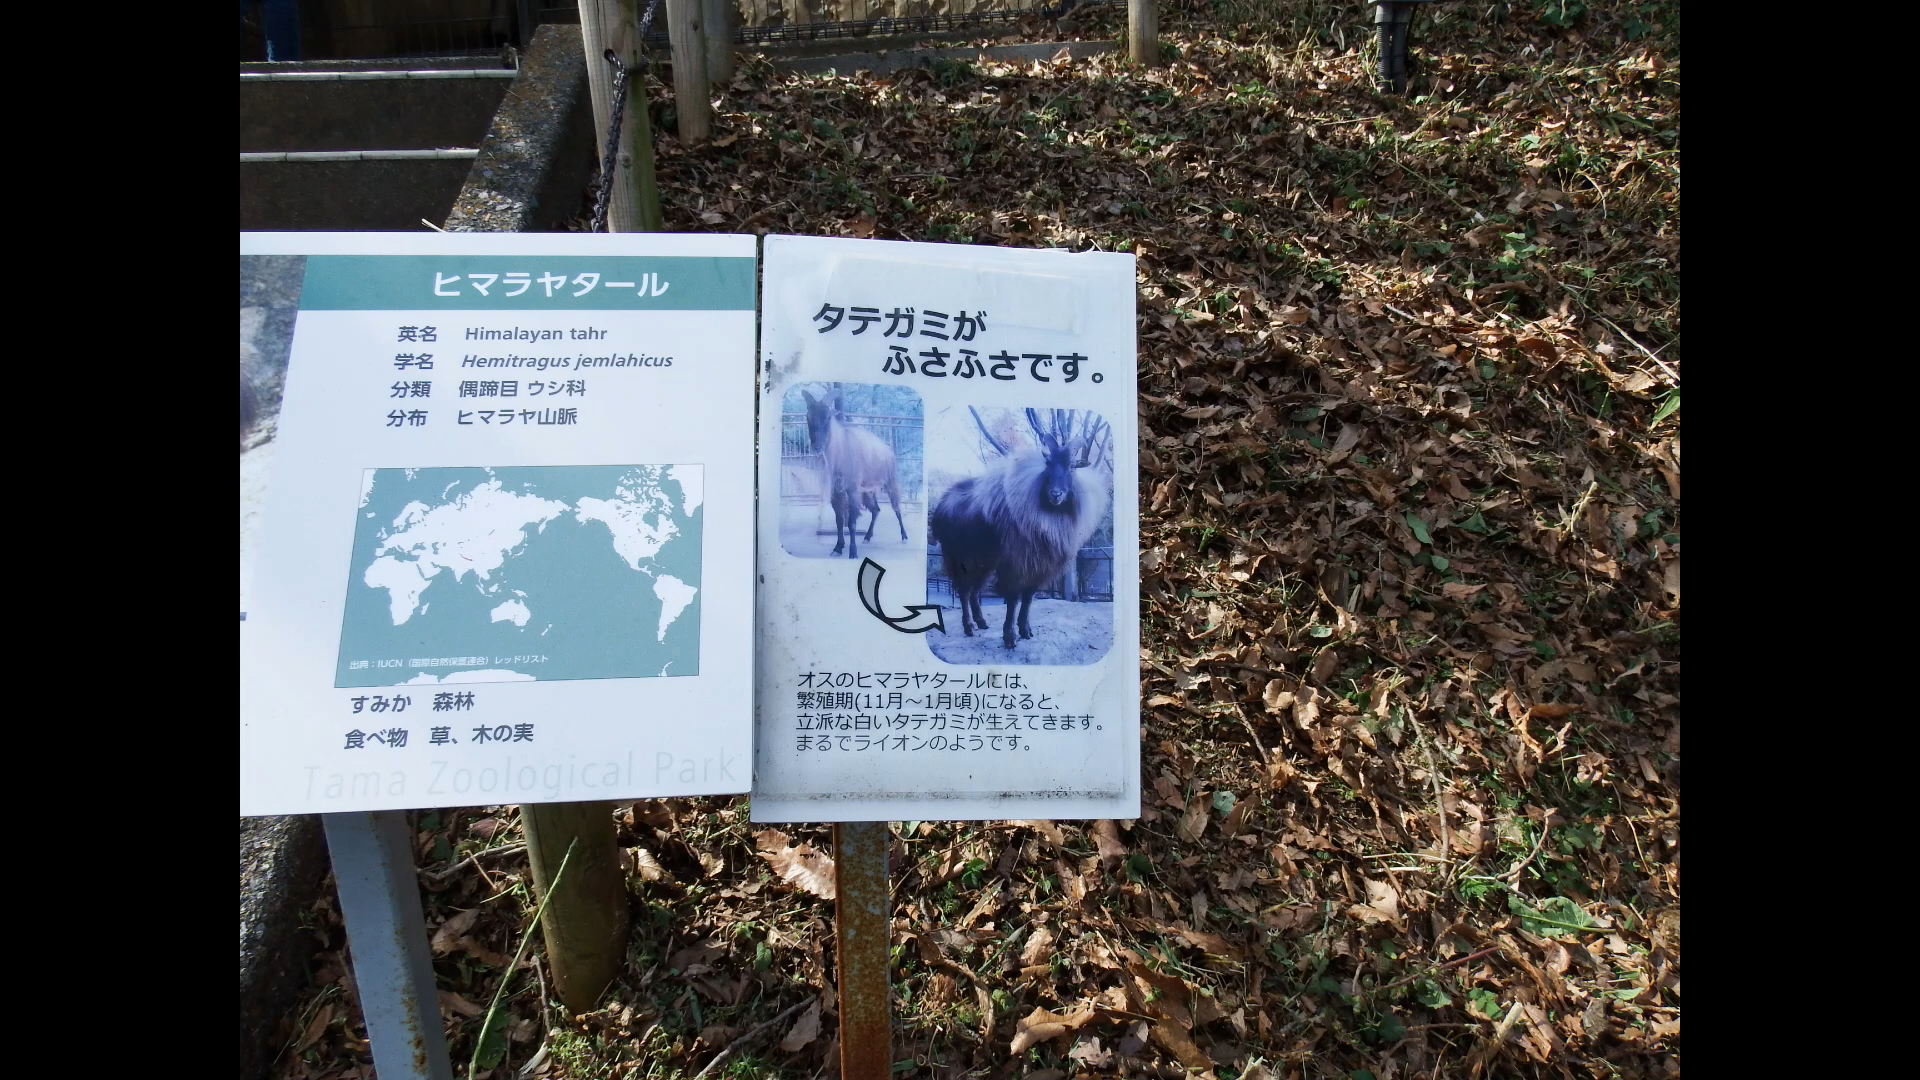 ヒマラヤタール
英名 Himalayan tahr
学名 Hemitragus jemlahicus
分類 偶蹄目 ウシ科
分布 ヒマラヤ山脈
出典：IUCN（国際自然保護連合）レッドリスト
すみか 森林
食べ物 草、木の実
Tama Zoological Park
タテガミが
ふさふさです。
オスのヒマラヤタールには、
繁殖期(11月～1月頃)になると、
立派な白いタテガミが生えてきます。
まるでライオンのようです。